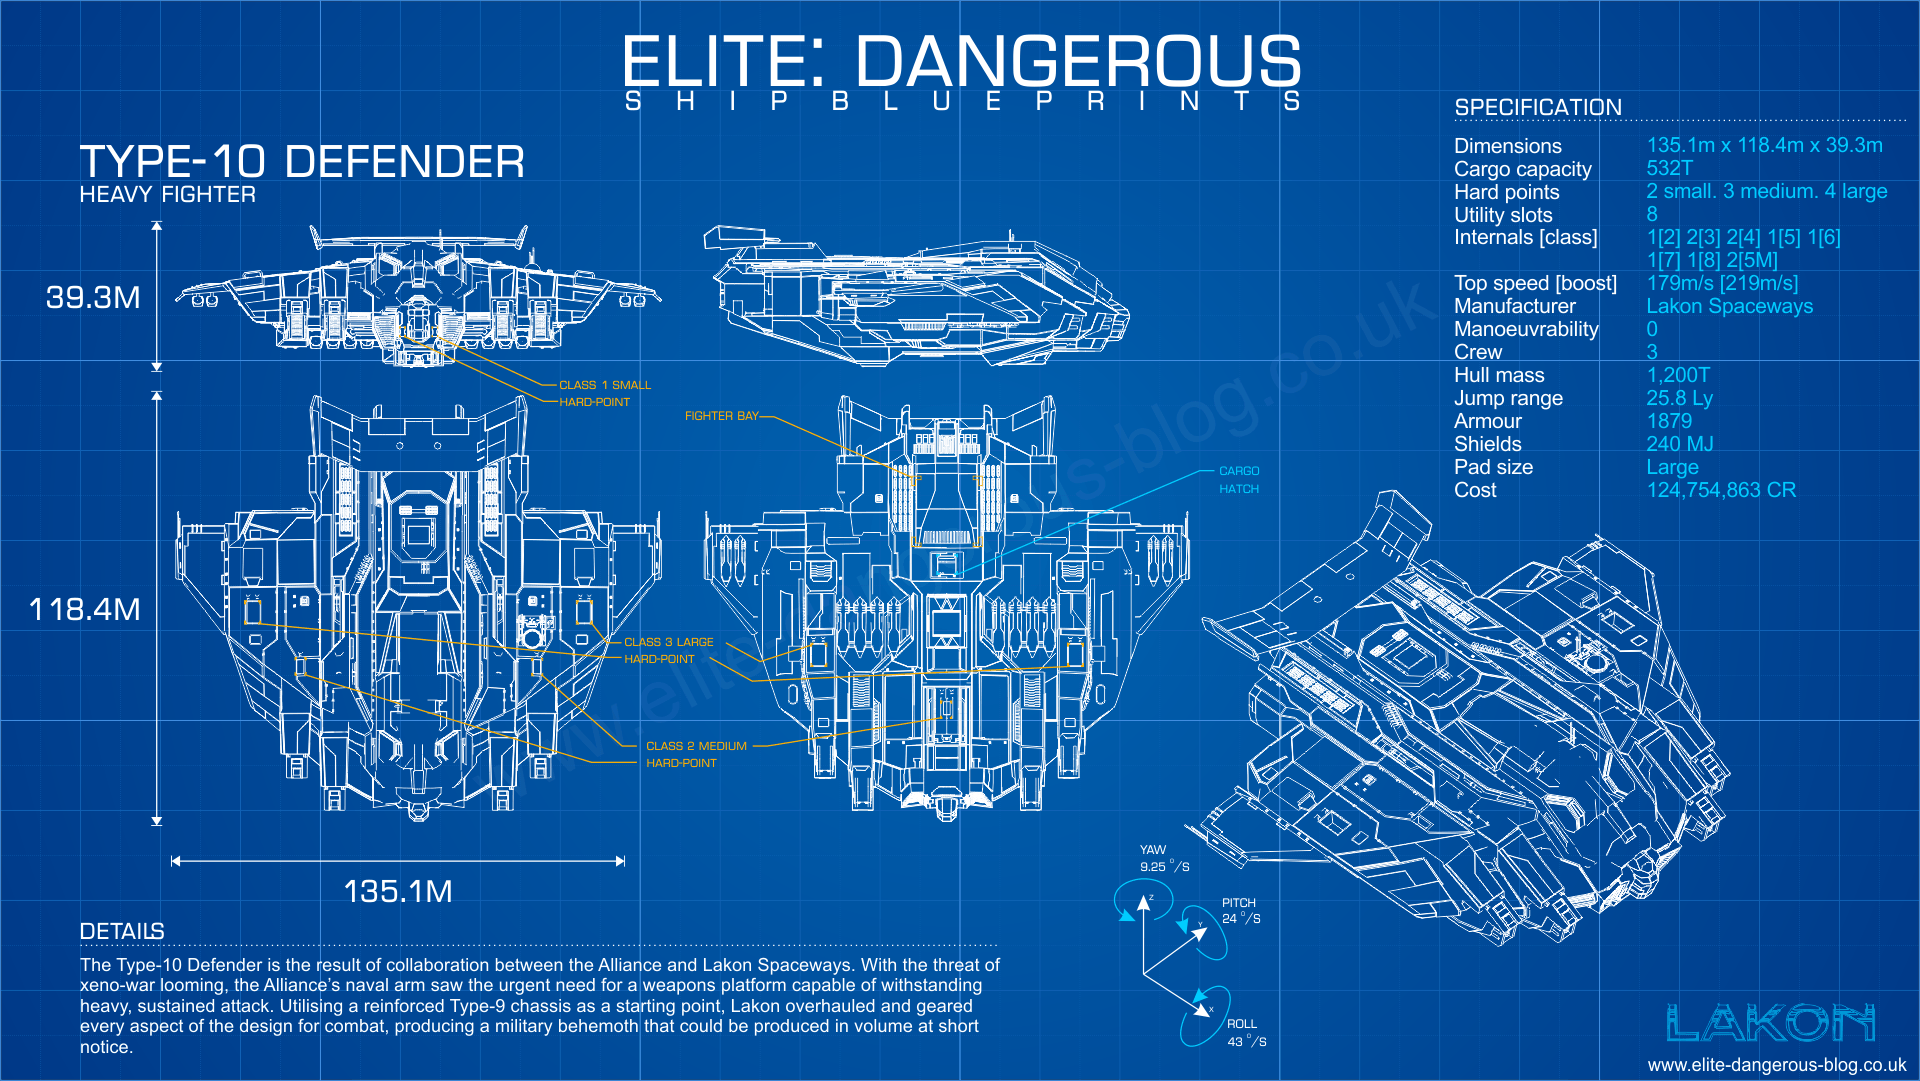 ELITE: DANGEROUS
SHIP BLUEPRINTS
TYPE-10 DEFENDER
HEAVY FIGHTER
SPECIFICATION
Dimensions 135.1m x 118.4m x 39.3m
Cargo capacity 532T
Hard points 2 small. 3 medium. 4 large
Utility slots 8
Internals [class] 1[2] 2[3] 2[4] 1[5] 1[6]
1[7] 1[8] 2[5M]
Top speed [boost] 179m/s [219m/s]
Manufacturer Lakon Spaceways
Manoeuvrability 0
Crew 3
Hull mass 1,200T
Jump range 25.8 Ly
Armour 1879
Shields 240 MJ
Pad size Large
Cost 124,754,863 CR
39.3M
CLASS 1 SMALL
HARD-POINT
FIGHTER BAY
CARGO
HATCH
118.4M
CLASS 3 LARGE
HARD-POINT
CLASS 2 MEDIUM
HARD-POINT
135.1M
www.elite-dangerous-blog.co.uk
YAW
9.25 °/S
Z
PITCH
24 °/S
Y
X
ROLL
43 °/S
DETAILS
The Type-10 Defender is the result of collaboration between the Alliance and Lakon Spaceways. With the threat of
xeno-war looming, the Alliance's naval arm saw the urgent need for a weapons platform capable of withstanding
heavy, sustained attack. Utilising a reinforced Type-9 chassis as a starting point, Lakon overhauled and geared
every aspect of the design for combat, producing a military behemoth that could be produced in volume at short
notice.
LAKON
www.elite-dangerous-blog.co.uk